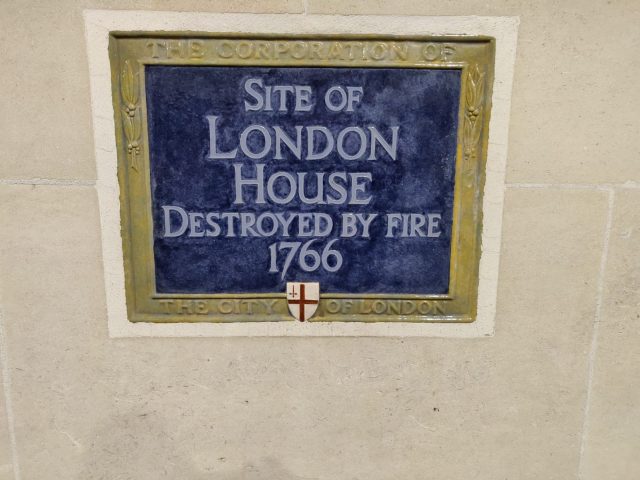 THE CORPORATION OF
SITE OF
LONDON
HOUSE
DESTROYED BY FIRE
1766
THE CITY OF LONDON